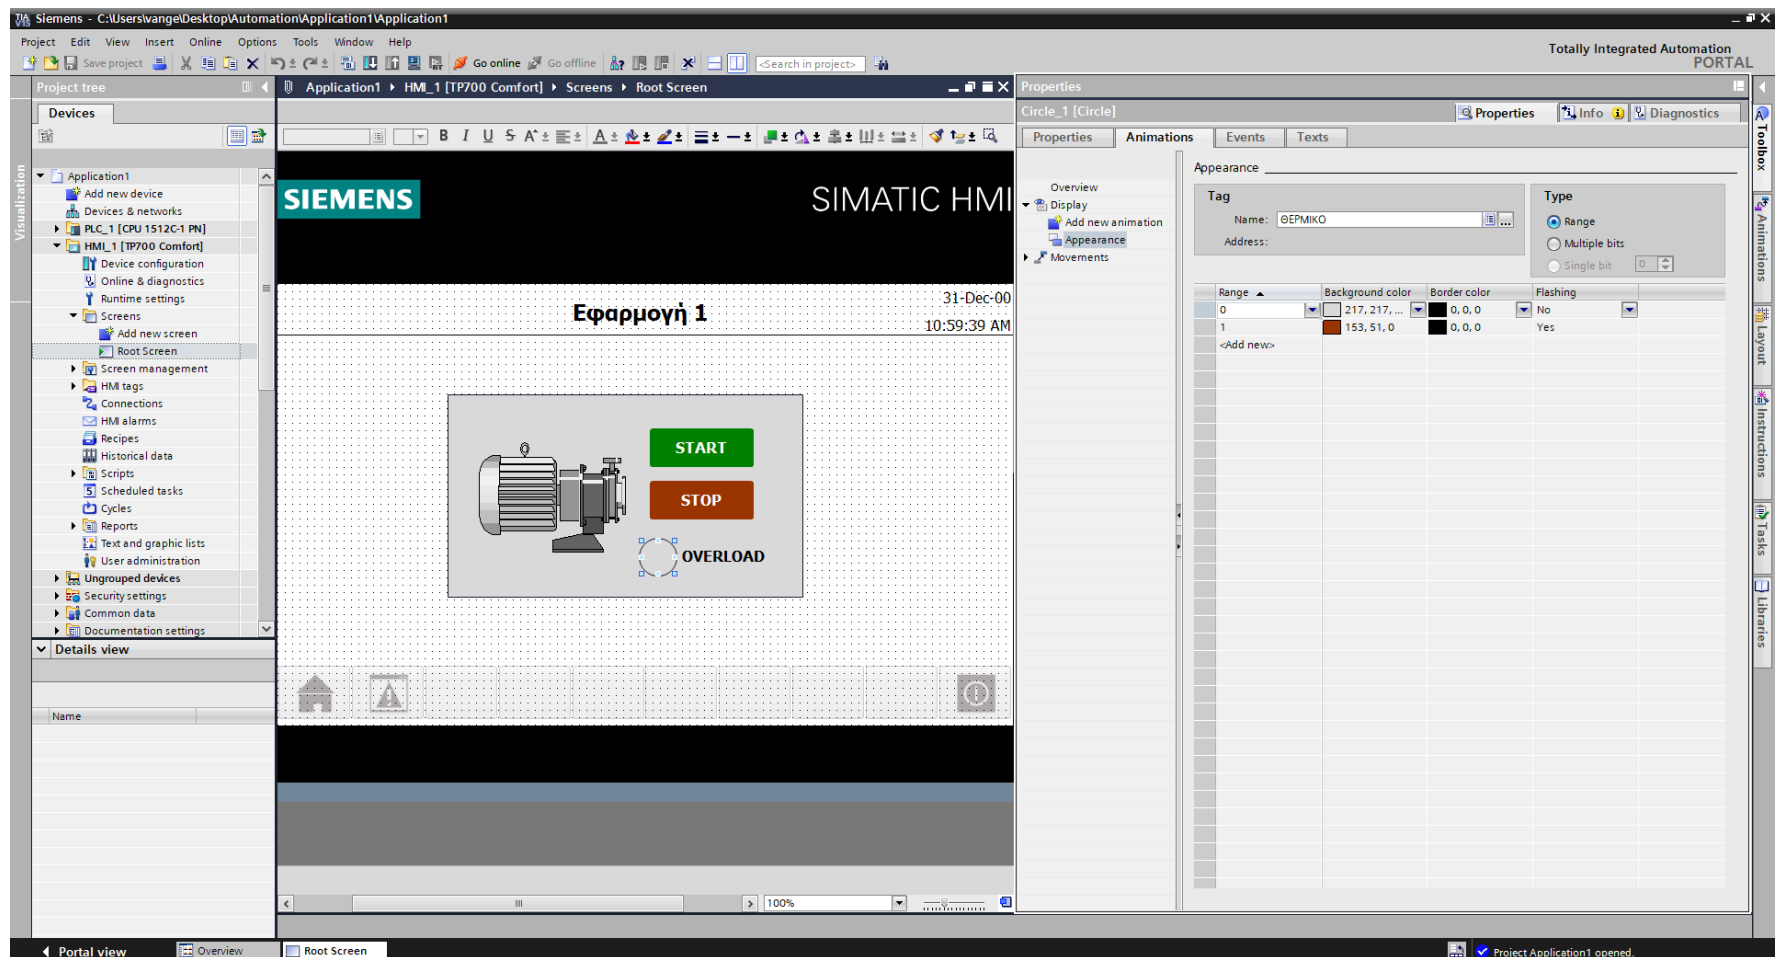 Siemens - C:\Users\vange\Desktop\Automation\Application1\Application1
Project Edit View Insert Online Options Tools Window Help
Totally Integrated Automation
PORTAL
Save project
Go online
Go offline
<Search in project>
Project tree
Application1 HMI_1 [TP700 Comfort] Screens Root Screen
Properties
Devices
Circle_1 [Circle]
Properties Info Diagnostics
Properties Animations Events Texts
B I U S A
Visualization
Application1
Add new device
Devices & networks
PLC_1 [CPU 1512C-1 PN]
HMI_1 [TP700 Comfort]
Device configuration
Online & diagnostics
Runtime settings
Screens
Add new screen
Root Screen
Screen management
HMI tags
Connections
HMI alarms
Recipes
Historical data
Scripts
Scheduled tasks
Cycles
Reports
Text and graphic lists
User administration
Ungrouped devices
Security settings
Common data
Documentation settings
Details view
Name
SIEMENS
SIMATIC HMI
Εφαρμογή 1
31-Dec-00
10:59:39 AM
START
STOP
OVERLOAD
100%
Overview
Display
Add new animation
Appearance
Movements
Appearance
Tag
Name: ΘΕΡΜΙΚΟ
Address:
Type
Range
Multiple bits
Single bit 0
Range Background color Border color Flashing
0 217, 217, ... 0, 0, 0 No
1 153, 51, 0 0, 0, 0 Yes
<Add new>
Toolbox
Animations
Layout
Instructions
Tasks
Libraries
Portal view
Overview
Root Screen
Project Application1 opened.